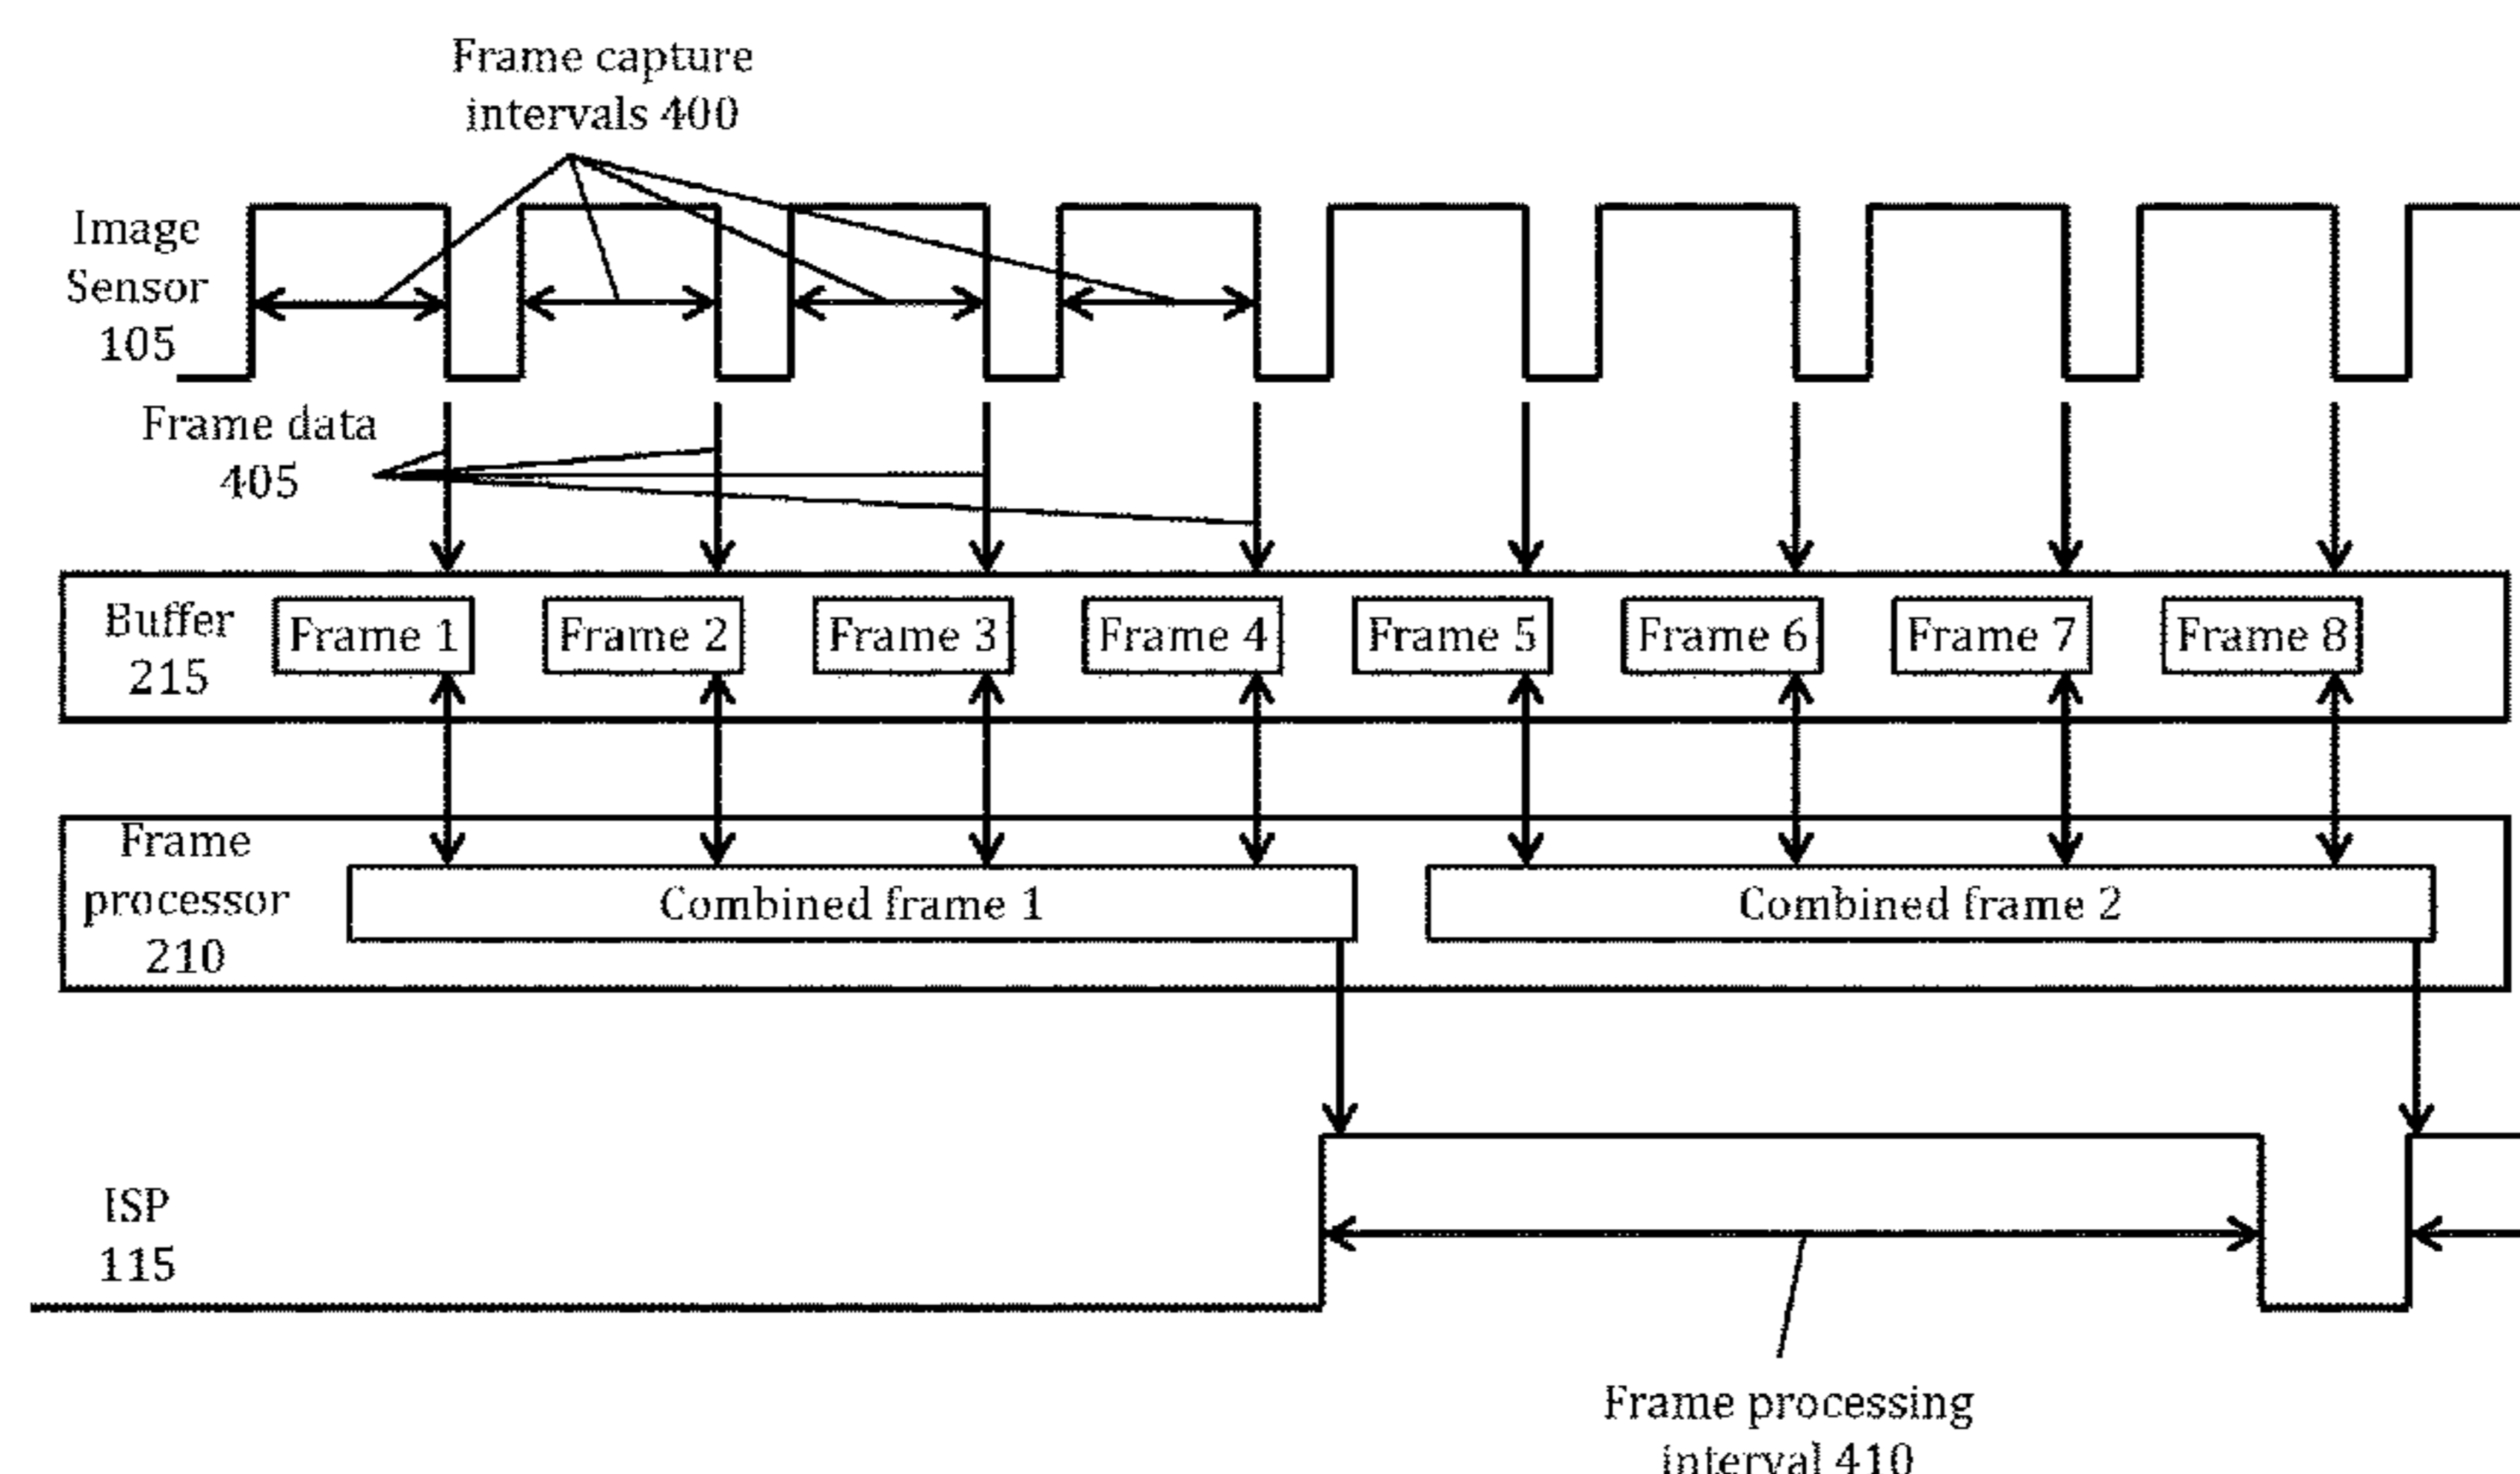 Frame capture
intervals 400
Image
Sensor
105
Frame data
405
Buffer
215
Frame 1
Frame 2
Frame 3
Frame 4
Frame 5
Frame 6
Frame 7
Frame 8
Frame
processor
210
Combined frame 1
Combined frame 2
ISP
115
Frame processing
interval 410